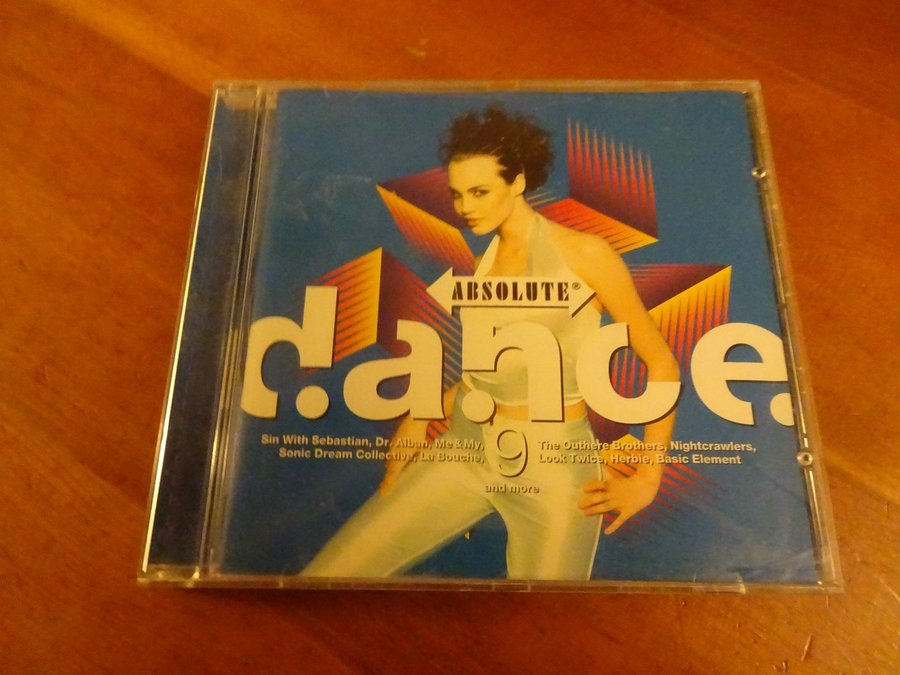 ABSOLUTE®
dance
Sin With Sebastian, Dr. Alban, Me & My,
Sonic Dream Collective, La Bouche,
9
The Outhere Brothers, Nightcrawlers,
Look Twice, Herbie, Basic Element
and more